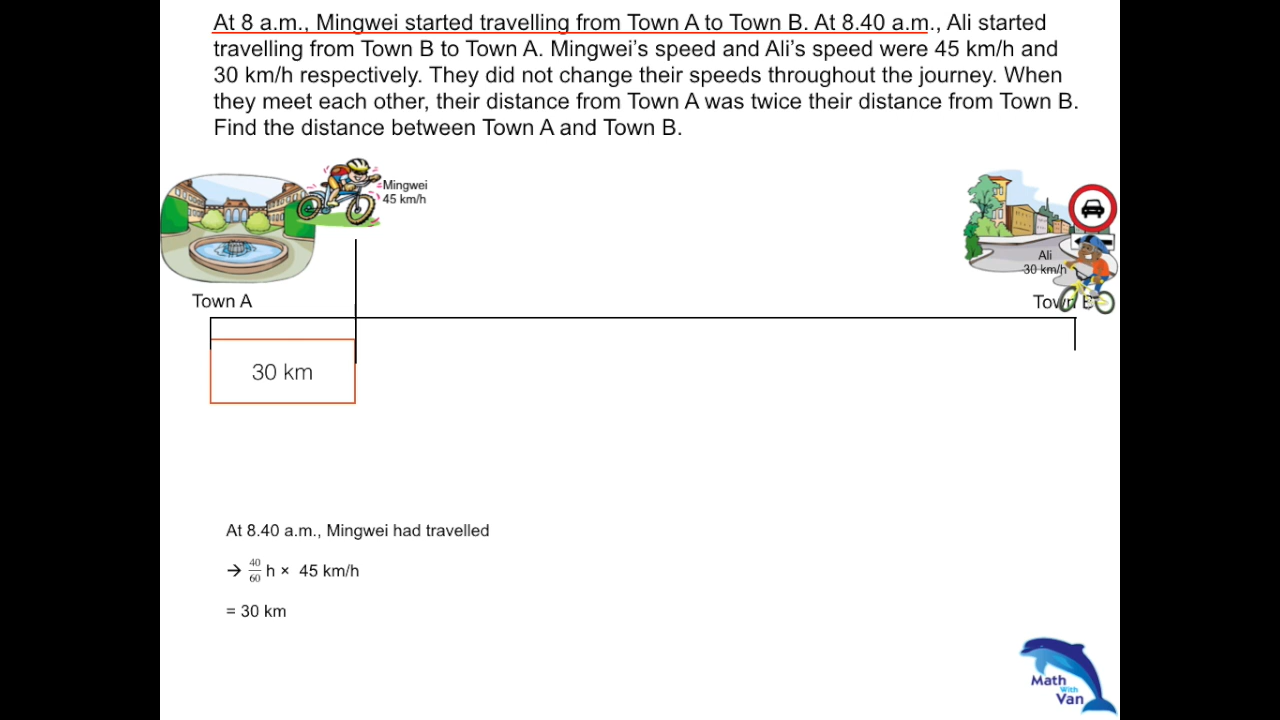 At 8 a.m., Mingwei started travelling from Town A to Town B. At 8.40 a.m., Ali started
travelling from Town B to Town A. Mingwei's speed and Ali's speed were 45 km/h and
30 km/h respectively. They did not change their speeds throughout the journey. When
they meet each other, their distance from Town A was twice their distance from Town B.
Find the distance between Town A and Town B.
Mingwei
45 km/h
Ali
30 km/h
Town A
Town B
30 km
At 8.40 a.m., Mingwei had travelled
→ 40/60 h × 45 km/h
= 30 km
Math
With
Van